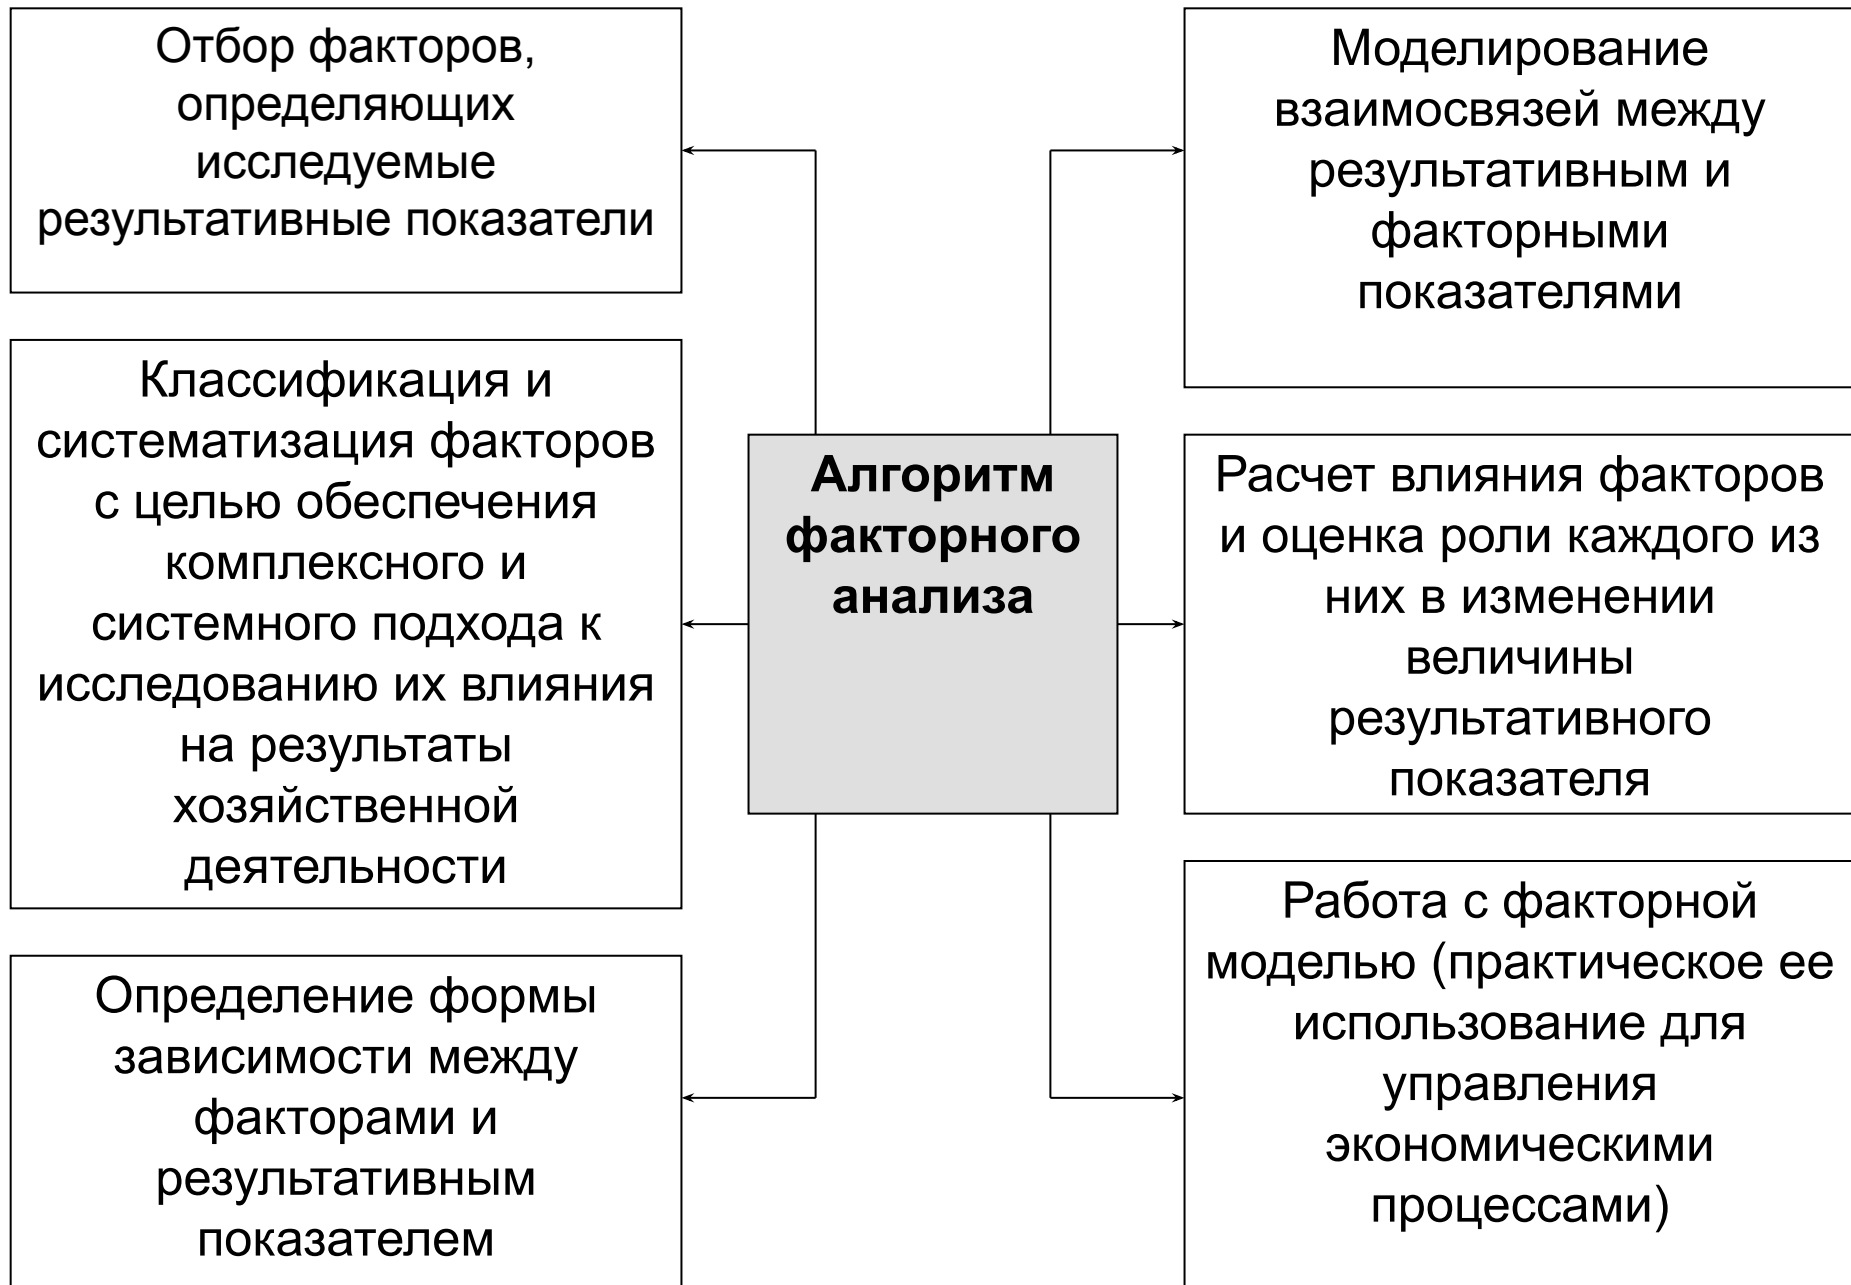 Отбор факторов,
определяющих
исследуемые
результативные показатели
Классификация и
систематизация факторов
с целью обеспечения
комплексного и
системного подхода к
исследованию их влияния
на результаты
хозяйственной
деятельности
Определение формы
зависимости между
факторами и
результативным
показателем
Алгоритм
факторного
анализа
Моделирование
взаимосвязей между
результативным и
факторными
показателями
Расчет влияния факторов
и оценка роли каждого из
них в изменении
величины
результативного
показателя
Работа с факторной
моделью (практическое ее
использование для
управления
экономическими
процессами)